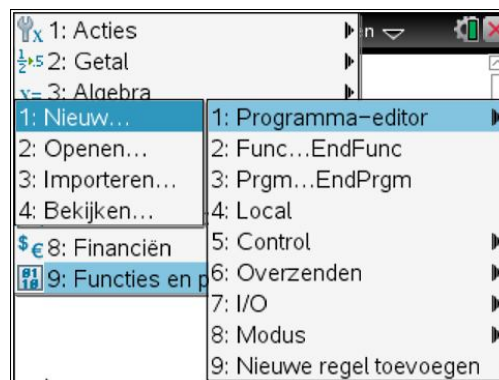 1: Acties
n
2: Getal
3: Algebra
1: Nieuw...
2: Openen...
3: Importeren...
4: Bekijken...
8: Financiën
9: Functies en p
1: Programma-editor
2: Func...EndFunc
3: Prgm...EndPrgm
4: Local
5: Control
6: Overzenden
7: I/O
8: Modus
9: Nieuwe regel toevoegen